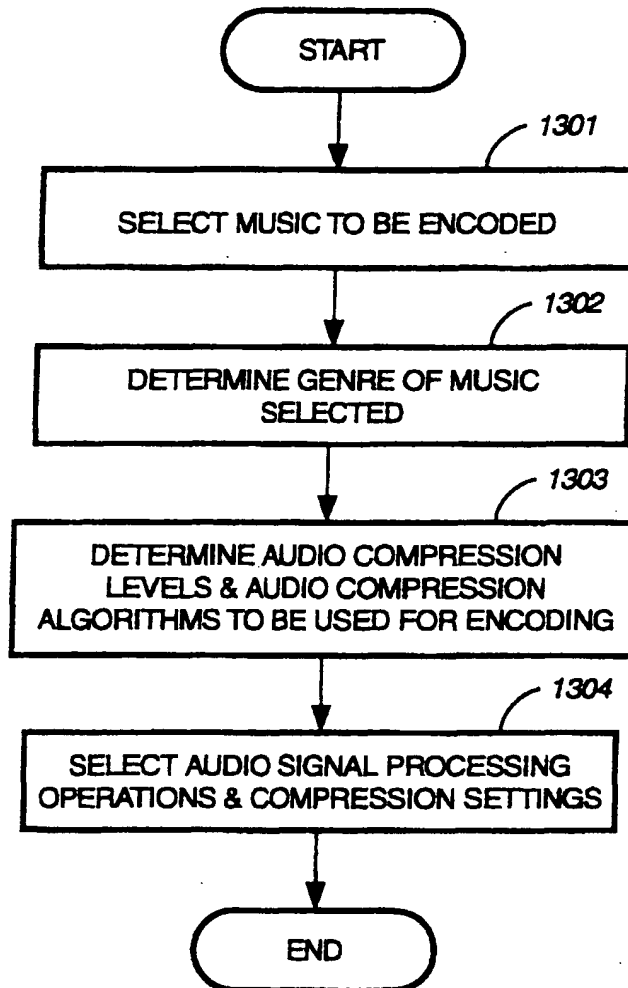 START
1301
SELECT MUSIC TO BE ENCODED
1302
DETERMINE GENRE OF MUSIC
SELECTED
1303
DETERMINE AUDIO COMPRESSION
LEVELS & AUDIO COMPRESSION
ALGORITHMS TO BE USED FOR ENCODING
1304
SELECT AUDIO SIGNAL PROCESSING
OPERATIONS & COMPRESSION SETTINGS
END